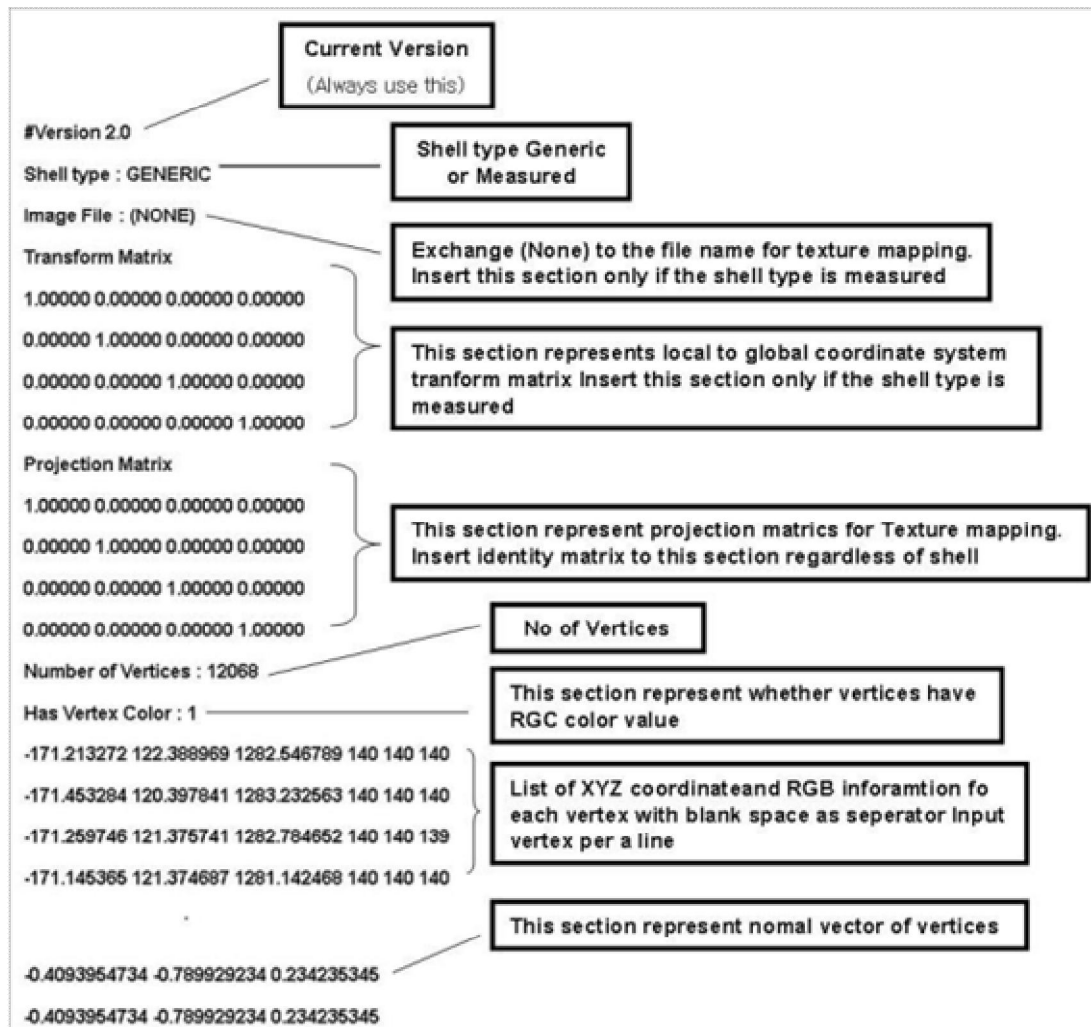 Current Version
(Always use this)
#Version 2.0
Shell type : GENERIC
Shell type Generic
or Measured
Image File : (NONE)
Exchange (None) to the file name for texture mapping.
Insert this section only if the shell type is measured
Transform Matrix
1.00000 0.00000 0.00000 0.00000
0.00000 1.00000 0.00000 0.00000
0.00000 0.00000 1.00000 0.00000
0.00000 0.00000 0.00000 1.00000
This section represents local to global coordinate system
tranform matrix Insert this section only if the shell type is
measured
Projection Matrix
1.00000 0.00000 0.00000 0.00000
0.00000 1.00000 0.00000 0.00000
0.00000 0.00000 1.00000 0.00000
0.00000 0.00000 0.00000 1.00000
This section represent projection matrics for Texture mapping.
Insert identity matrix to this section regardless of shell
No of Vertices
Number of Vertices : 12068
Has Vertex Color : 1
This section represent whether vertices have
RGC color value
-171.213272 122.388969 1282.546789 140 140 140
-171.453284 120.397841 1283.232563 140 140 140
-171.259746 121.375741 1282.784652 140 140 139
-171.145365 121.374687 1281.142468 140 140 140
List of XYZ coordinateand RGB inforamtion fo
each vertex with blank space as seperator Input
vertex per a line
.
This section represent nomal vector of vertices
-0.4093954734 -0.789929234 0.234235345
-0.4093954734 -0.789929234 0.234235345